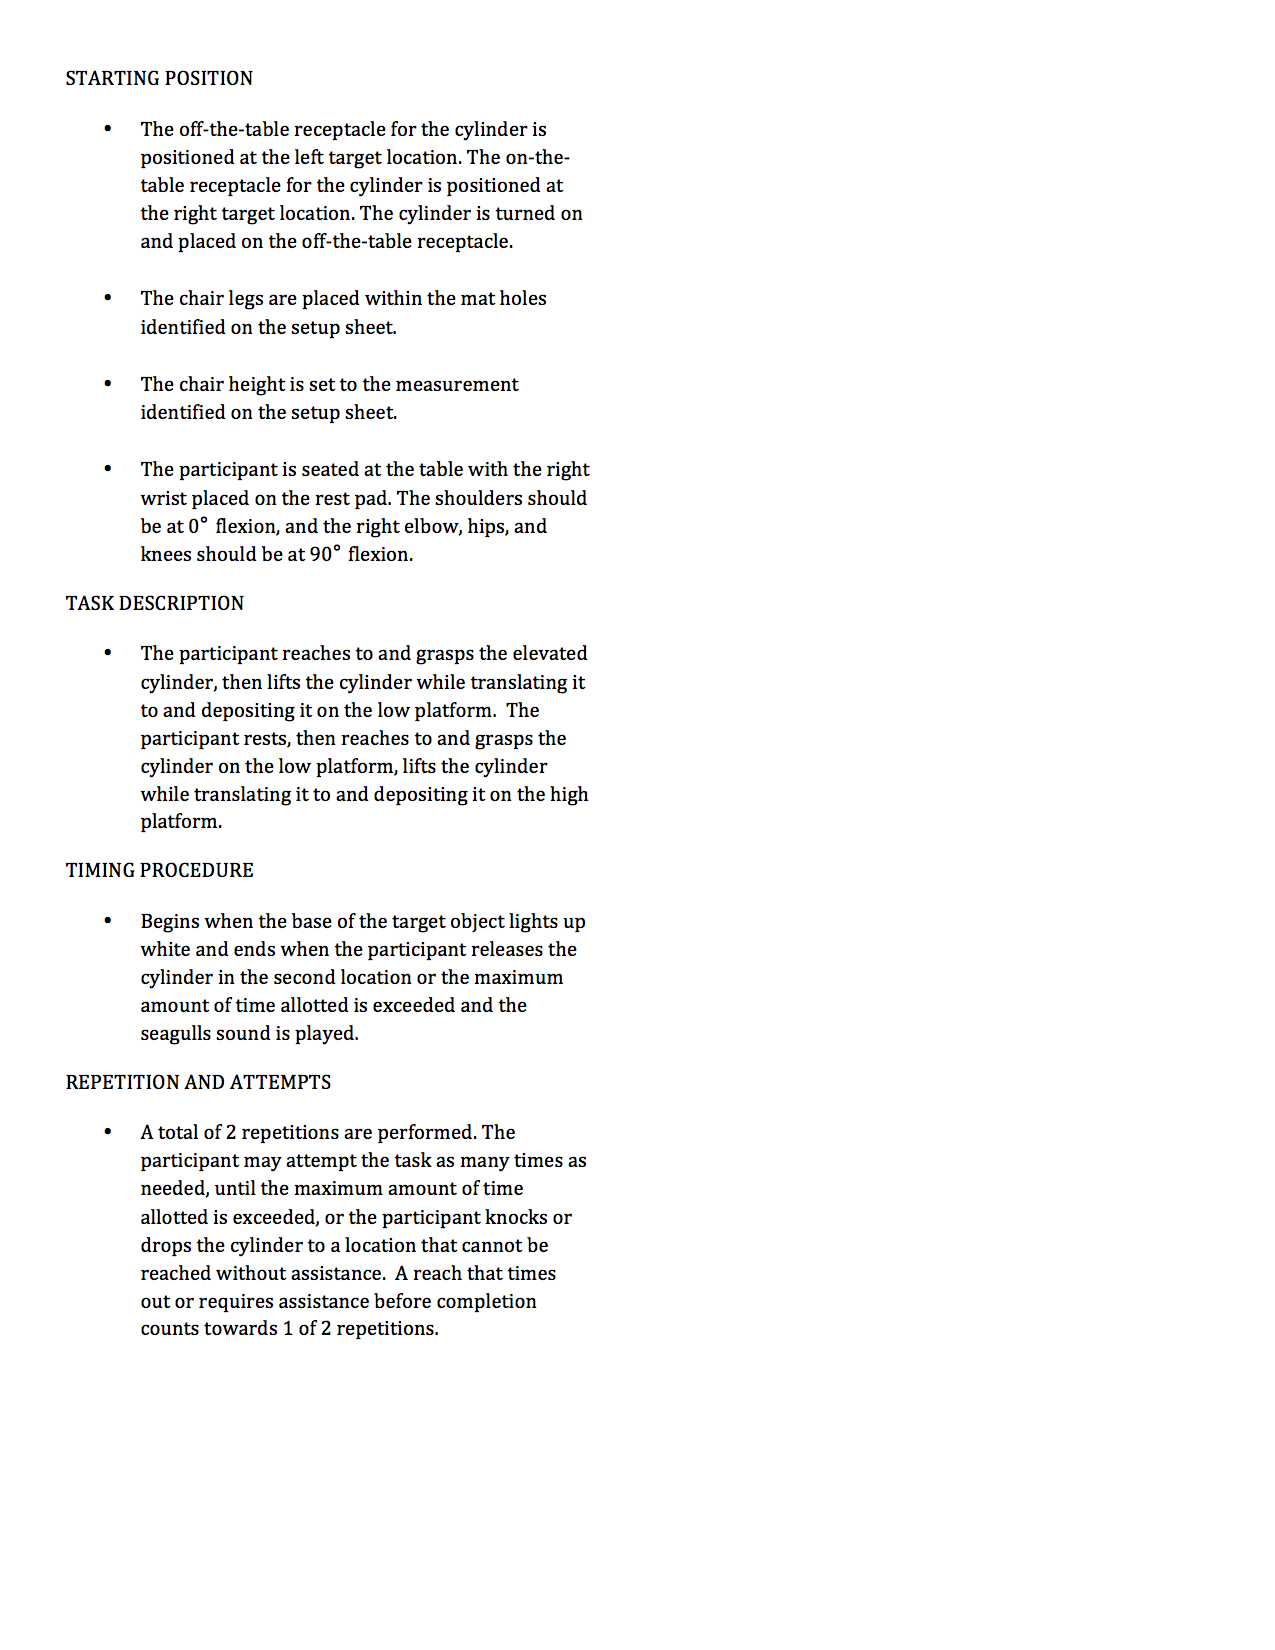 STARTING POSITION
• The off-the-table receptacle for the cylinder is
positioned at the left target location. The on-the-
table receptacle for the cylinder is positioned at
the right target location. The cylinder is turned on
and placed on the off-the-table receptacle.
• The chair legs are placed within the mat holes
identified on the setup sheet.
• The chair height is set to the measurement
identified on the setup sheet.
• The participant is seated at the table with the right
wrist placed on the rest pad. The shoulders should
be at 0° flexion, and the right elbow, hips, and
knees should be at 90° flexion.
TASK DESCRIPTION
• The participant reaches to and grasps the elevated
cylinder, then lifts the cylinder while translating it
to and depositing it on the low platform.  The
participant rests, then reaches to and grasps the
cylinder on the low platform, lifts the cylinder
while translating it to and depositing it on the high
platform.
TIMING PROCEDURE
• Begins when the base of the target object lights up
white and ends when the participant releases the
cylinder in the second location or the maximum
amount of time allotted is exceeded and the
seagulls sound is played.
REPETITION AND ATTEMPTS
• A total of 2 repetitions are performed. The
participant may attempt the task as many times as
needed, until the maximum amount of time
allotted is exceeded, or the participant knocks or
drops the cylinder to a location that cannot be
reached without assistance.  A reach that times
out or requires assistance before completion
counts towards 1 of 2 repetitions.